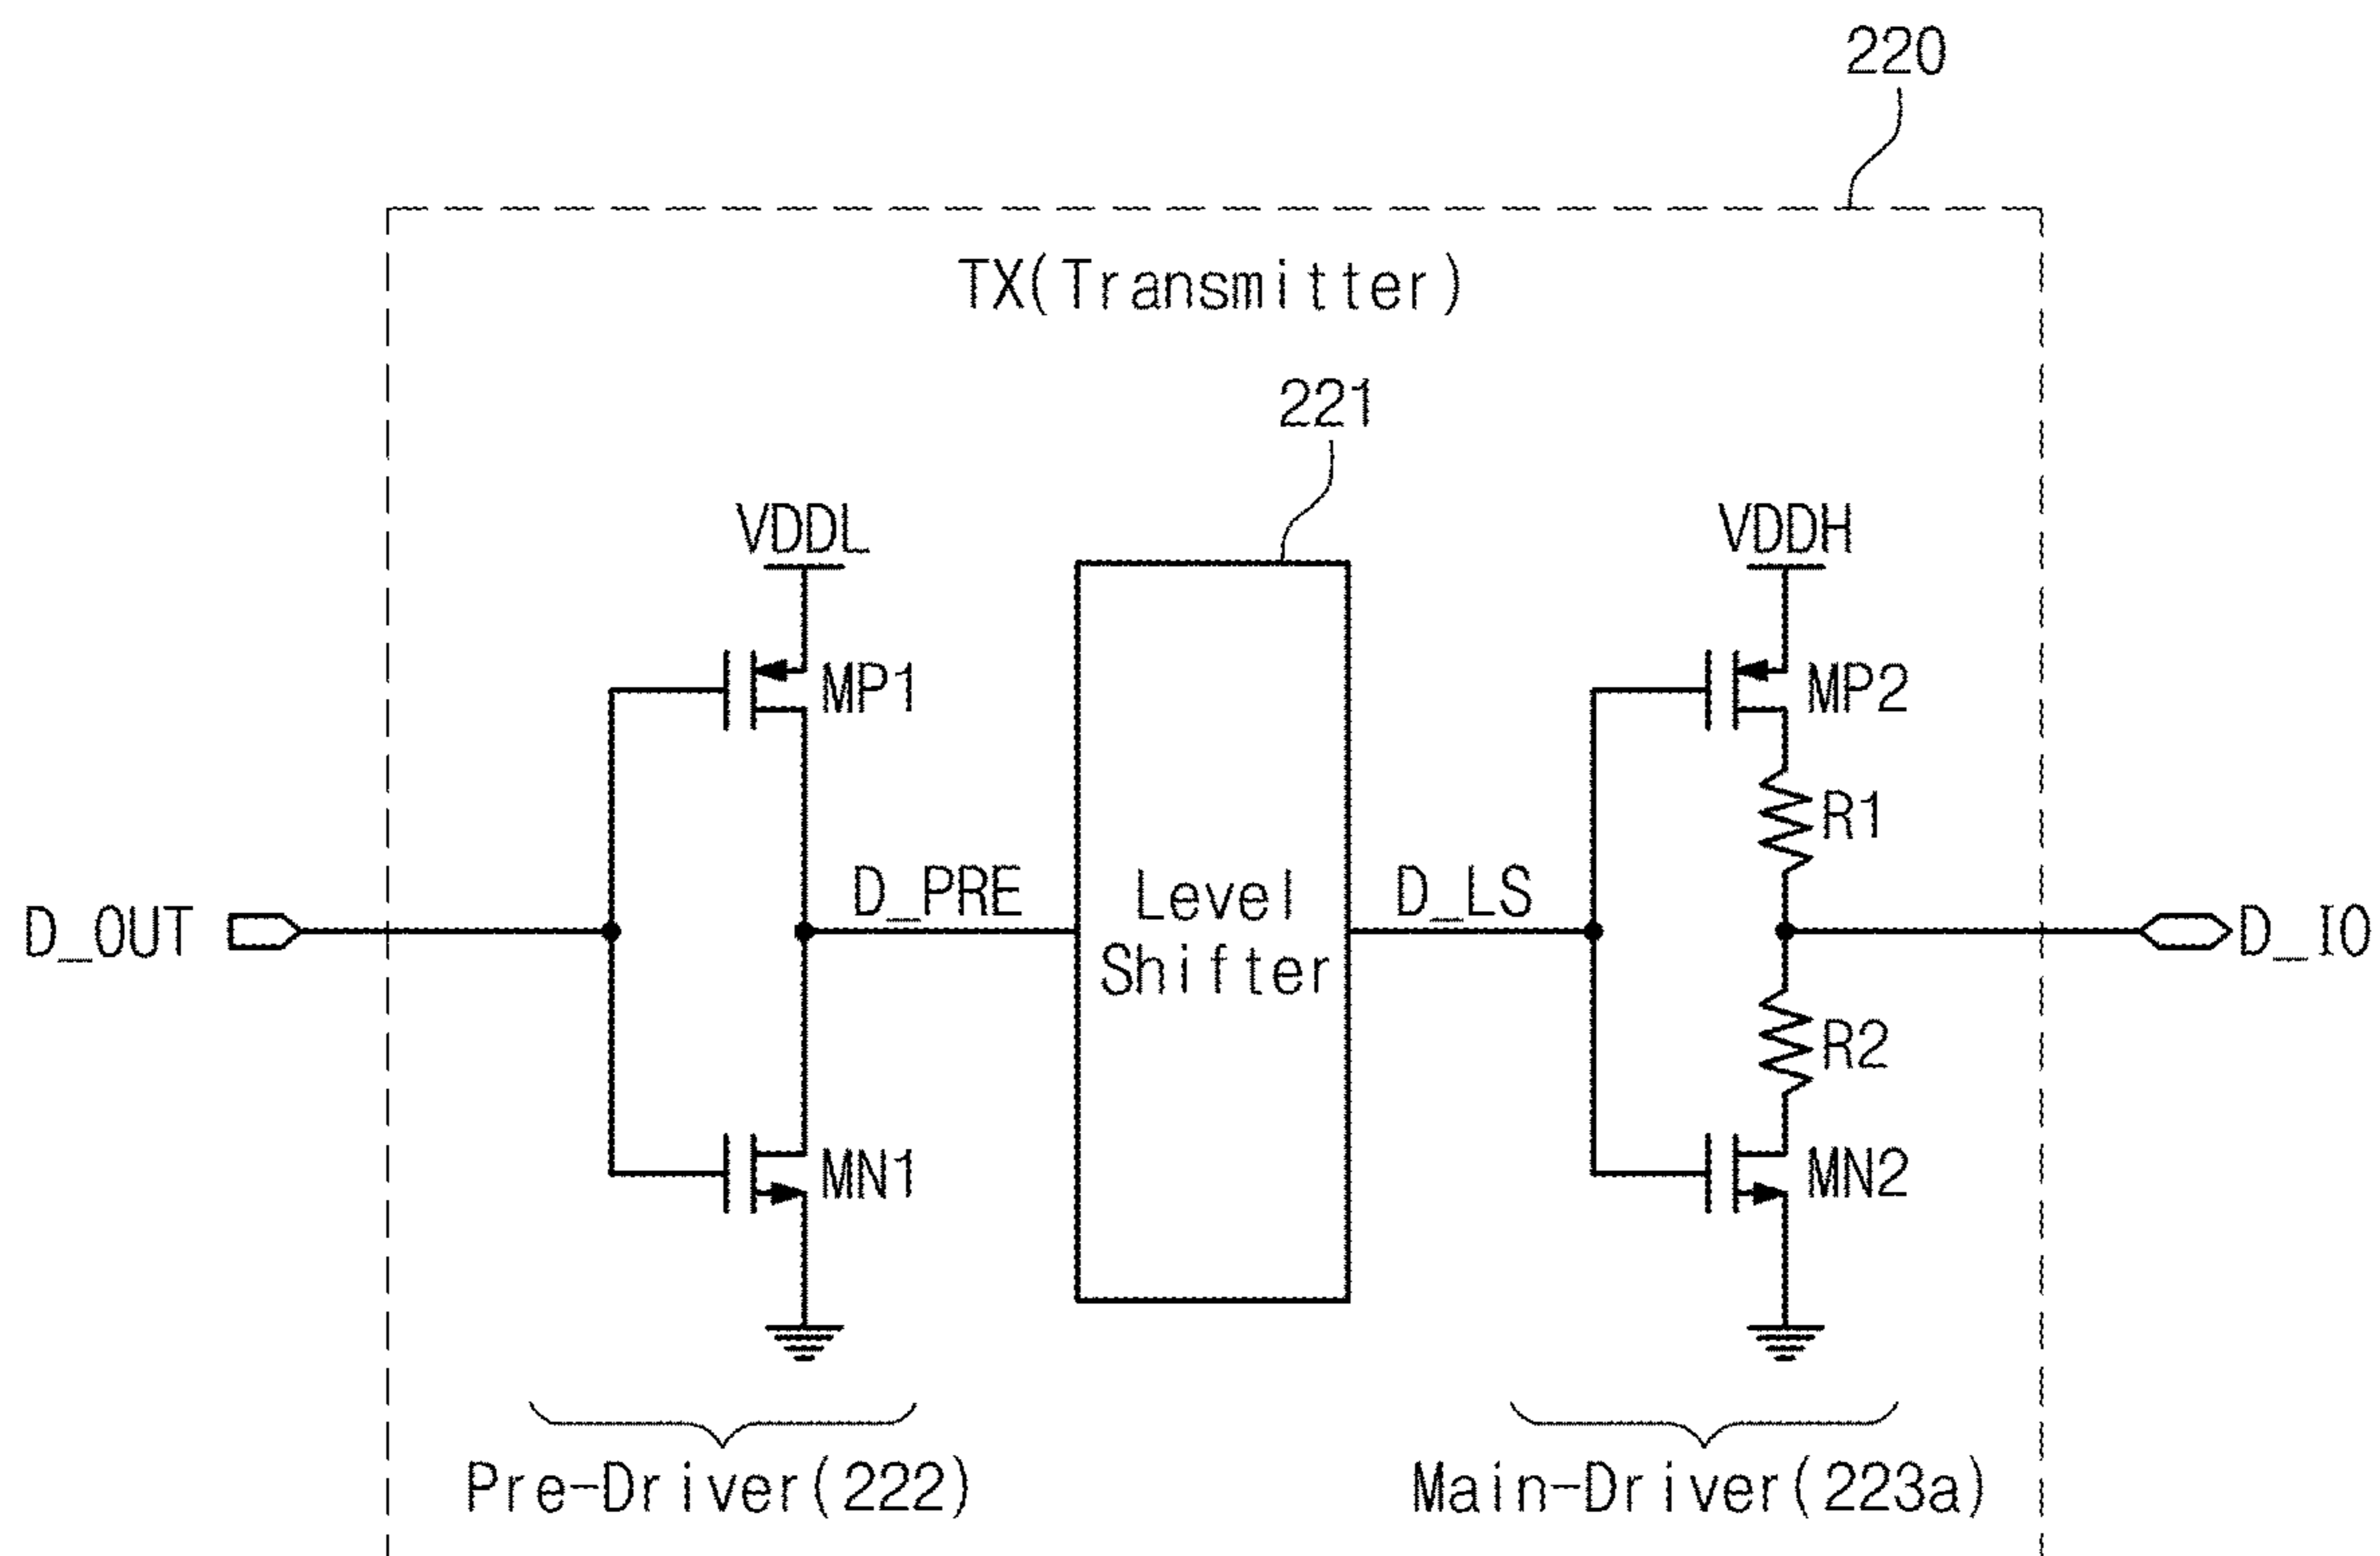 220
TX(Transmitter)
221
VDDL
VDDH
MP1
MP2
R1
D_PRE
D_LS
D_OUT
Level
Shifter
D_IO
R2
MN1
MN2
Pre-Driver(222)
Main-Driver(223a)